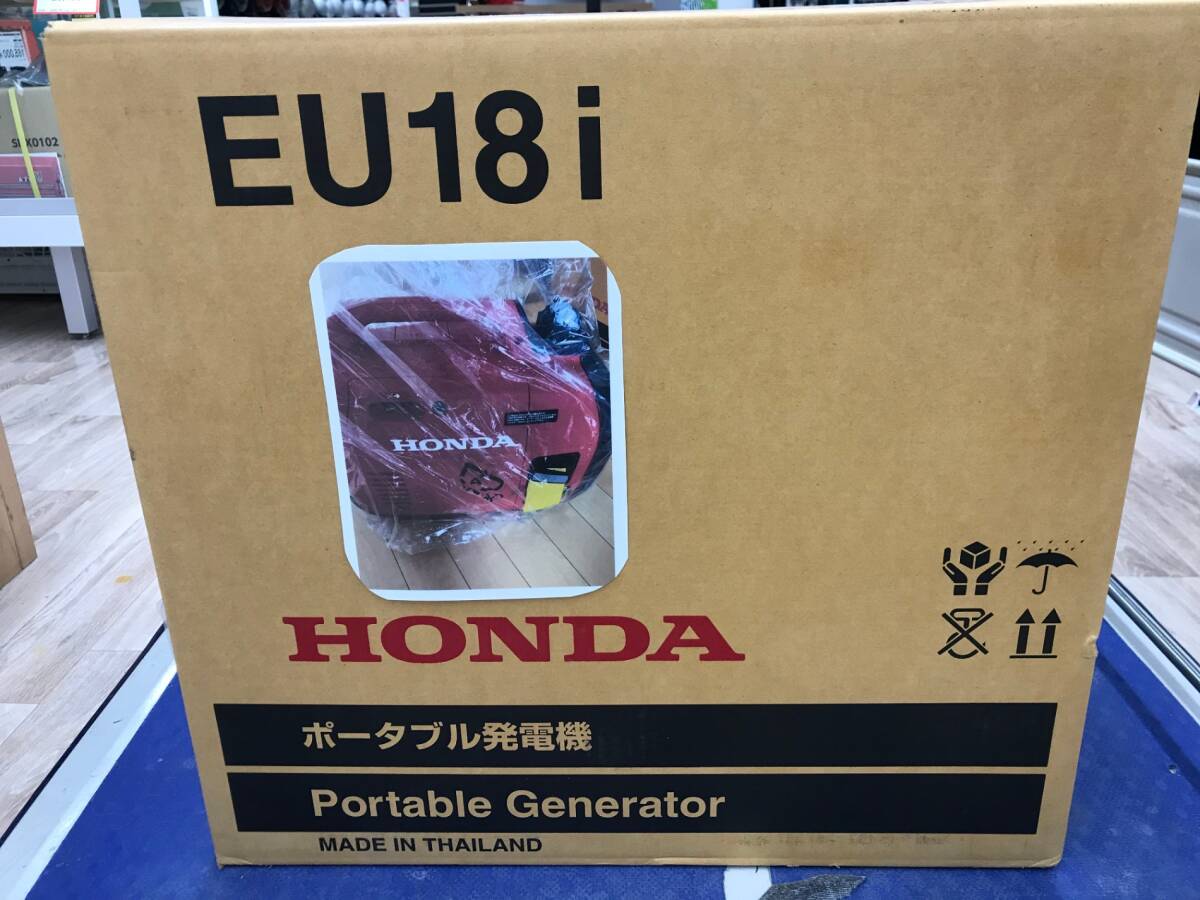 EU18i
HONDA
HONDA
ポータブル発電機
Portable Generator
MADE IN THAILAND